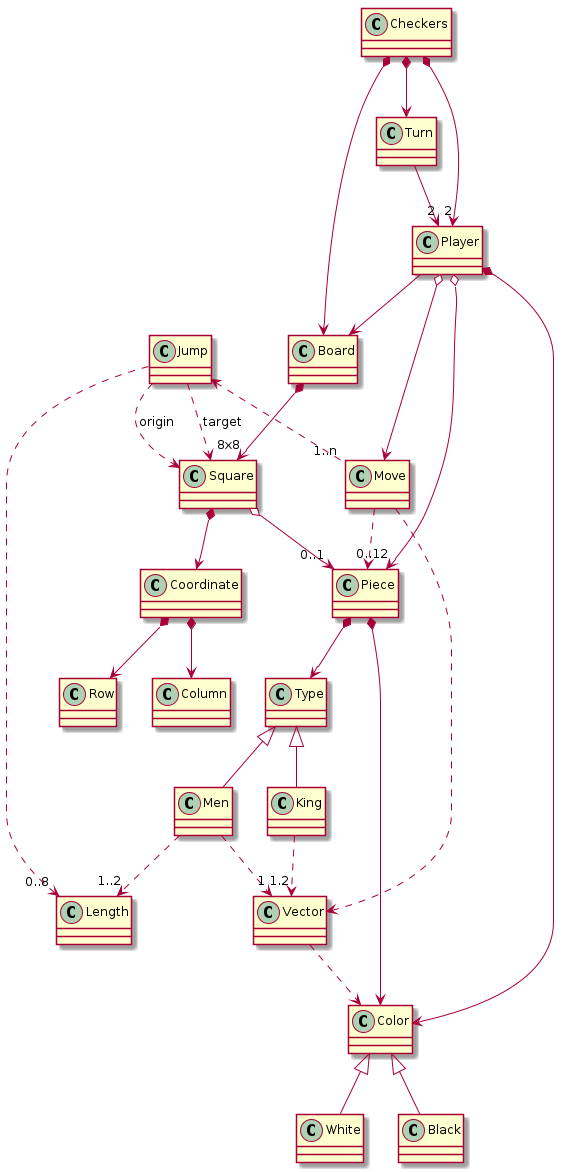 C Checkers
C Turn
2 2
C Player
C Jump
C Board
origin
target
8x8
1..n
C Square
C Move
0..1
0..12
C Coordinate
C Piece
C Row
C Column
C Type
C Men
C King
0..8
1..2
1
1.2
C Length
C Vector
C Color
C White
C Black